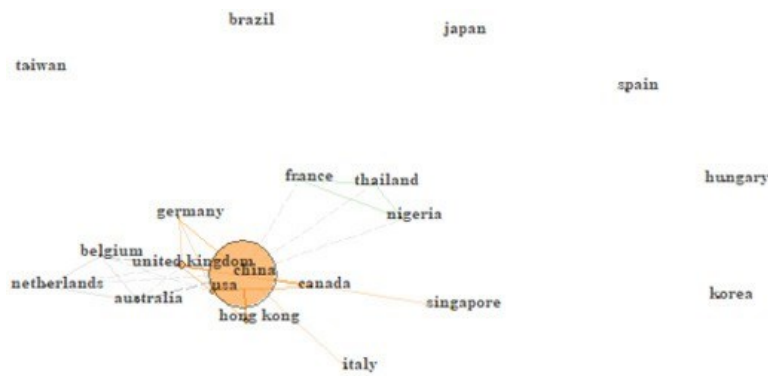 brazil
japan
taiwan
spain
france
thailand
hungary
germany
nigeria
belgium
united kingdom
china
netherlands
usa
canada
australia
singapore
korea
hong kong
italy